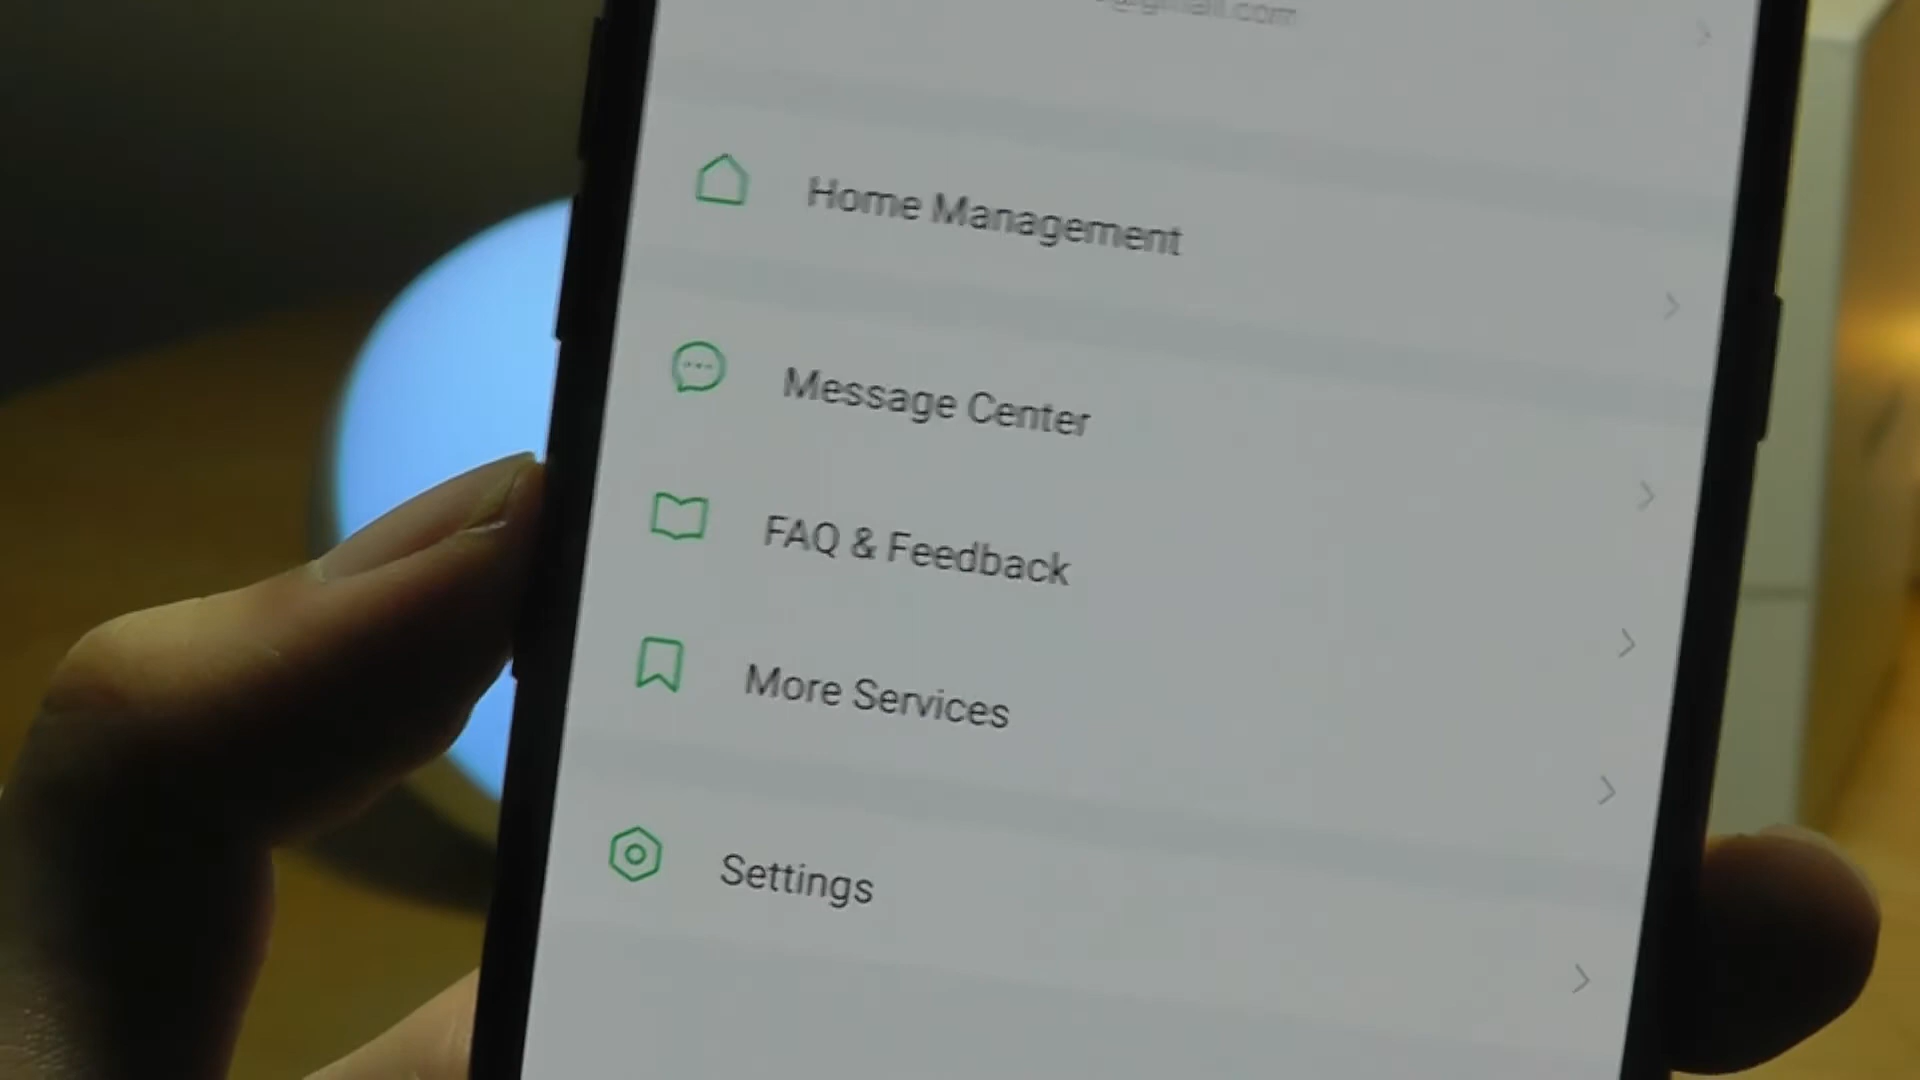 @gmail.com
Home Management
Message Center
FAQ & Feedback
More Services
Settings